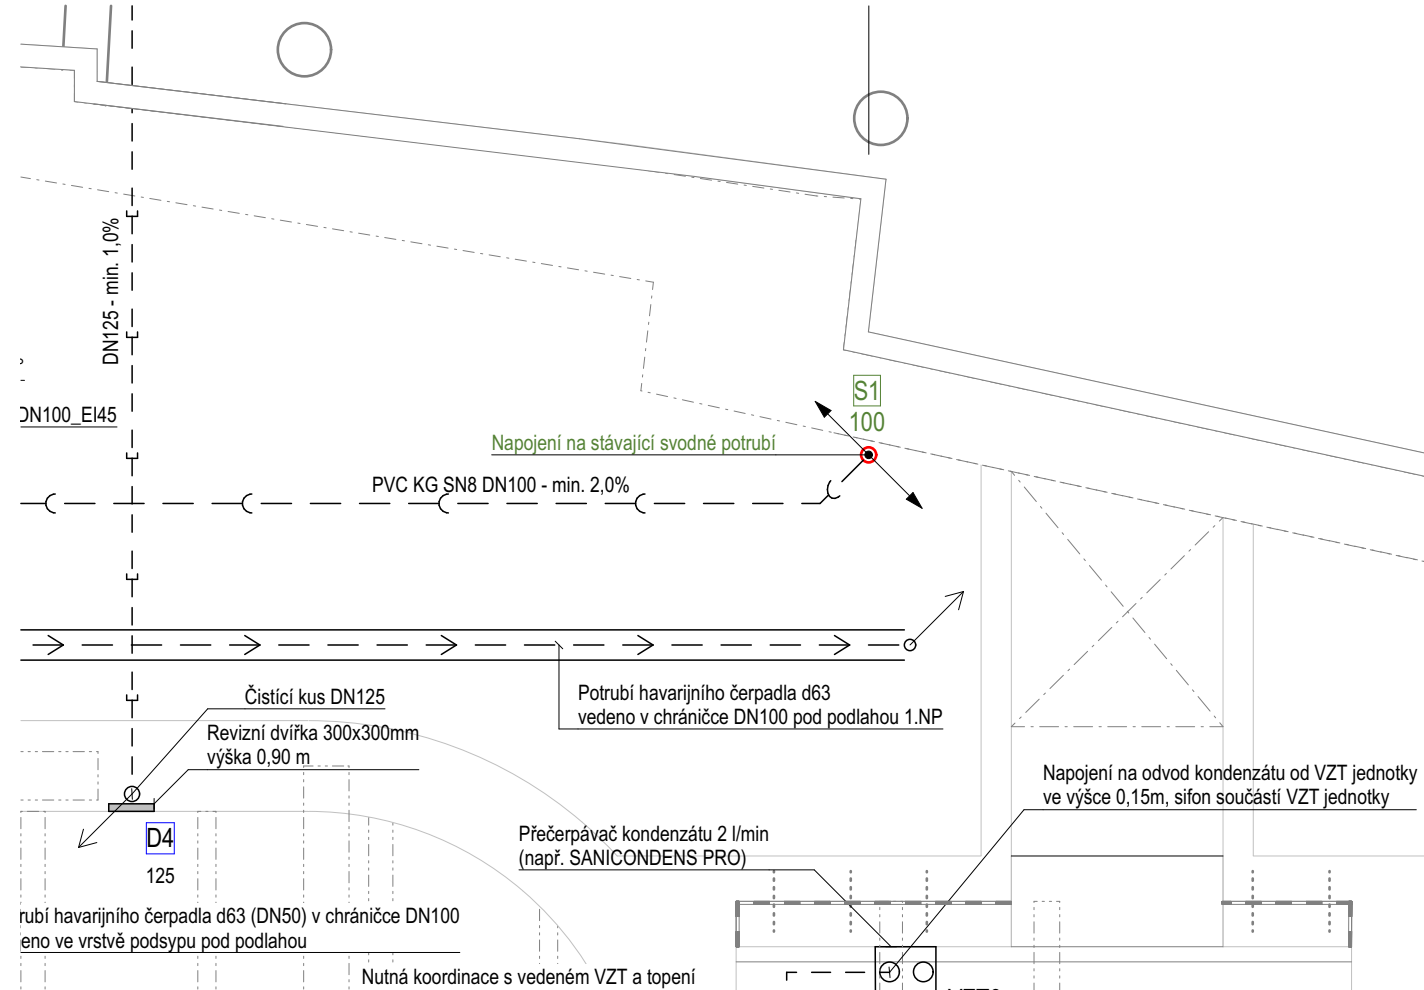 DN125 - min. 1,0%
DN100_EI45
S1
100
Napojení na stávající svodné potrubí
PVC KG SN8 DN100 - min. 2,0%
Čistící kus DN125
Revizní dvířka 300x300mm
výška 0,90 m
Potrubí havarijního čerpadla d63
vedeno v chráničce DN100 pod podlahou 1.NP
Napojení na odvod kondenzátu od VZT jednotky
ve výšce 0,15m, sifon součástí VZT jednotky
D4
125
Přečerpávač kondenzátu 2 l/min
(např. SANICONDENS PRO)
rubí havarijního čerpadla d63 (DN50) v chráničce DN100
eno ve vrstvě podsypu pod podlahou
Nutná koordinace s vedeném VZT a topení